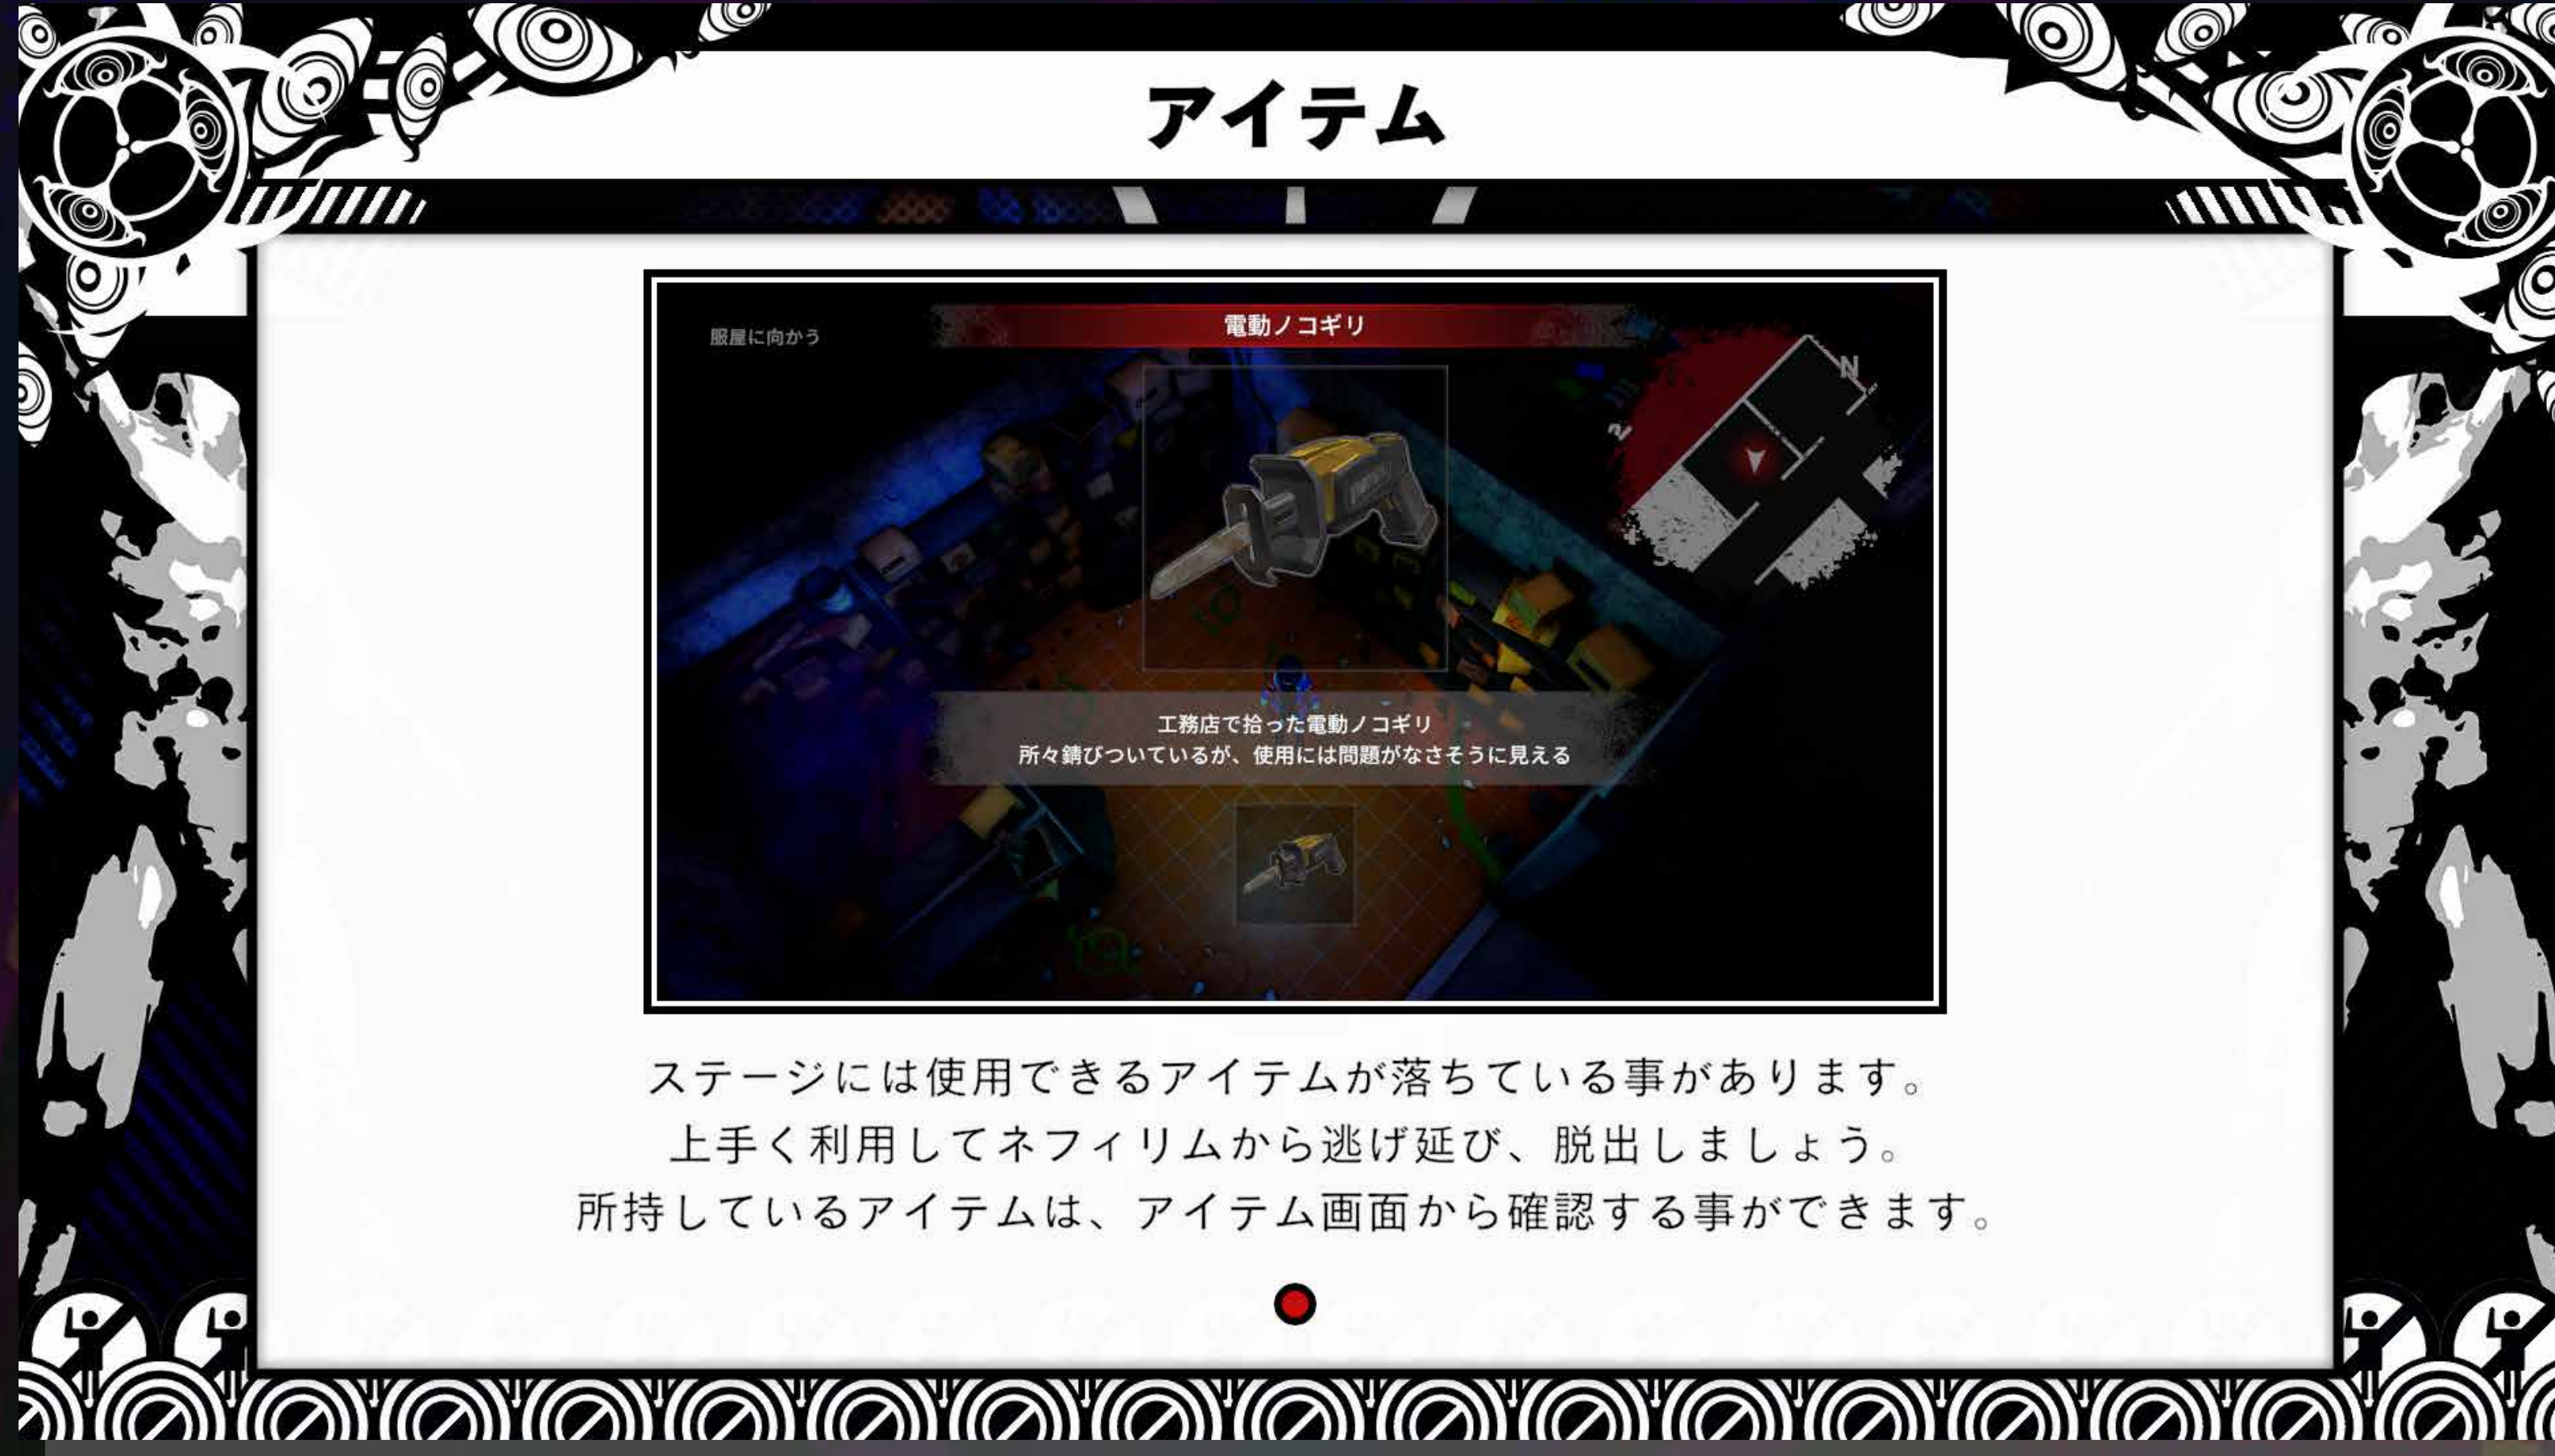 アイテム
服屋に向かう
電動ノコギリ
N
工務店で拾った電動ノコギリ
所々錆びついているが、使用には問題がなさそうに見える
ステージには使用できるアイテムが落ちている事があります。
上手く利用してネフィリムから逃げ延び、脱出しましょう。
所持しているアイテムは、アイテム画面から確認する事ができます。